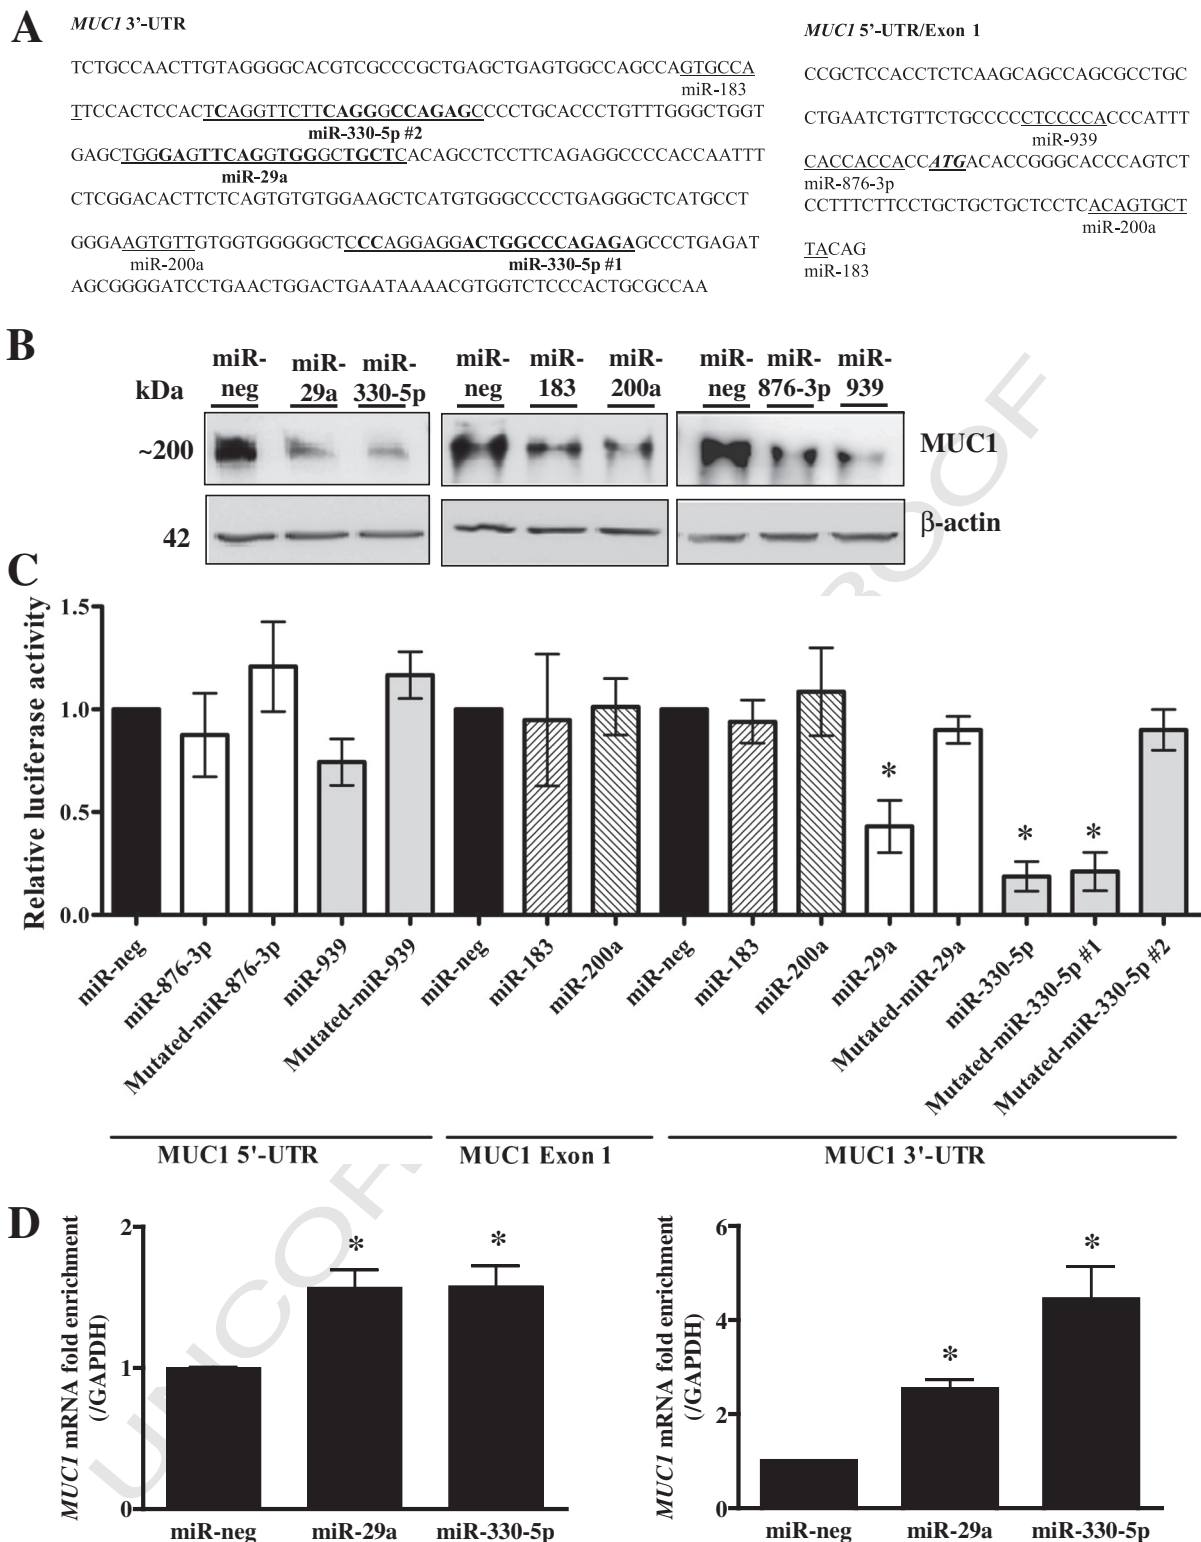 A
MUC1 3'-UTR
TCTGCCAACTTGTAGGGGCACGTCGCCCGCTGAGCTGAGTGGCCAGCCAGTGCCA
miR-183
TTCCACTCCACTCAGGTTCTTCAGGGCCAGAGCCCCTGCACCCTGTTTGGGCTGGT
miR-330-5p #2
GAGCTGGGAGTTCAGGTGGGCTGCTCACAGCCTCCTTCAGAGGCCCCACCAATTT
miR-29a
CTCGGACACTTCTCAGTGTGTGGAAGCTCATGTGGGCCCCTGAGGGCTCATGCCT
GGGAAGTGTTGTGGTGGGGGCTCCCAGGAGGACTGGCCCAGAGAGCCCTGAGAT
miR-200a miR-330-5p #1
AGCGGGGATCCTGAACTGGACTGAATAAAACGTGGTCTCCCACTGCGCCAA
MUC1 5'-UTR/Exon 1
CCGCTCCACCTCTCAAGCAGCCAGCGCCTGC
CTGAATCTGTTCTGCCCCCTCCCCACCCATTT
miR-939
CACCACCACCATGACACCGGGCACCCAGTCT
miR-876-3p
CCTTTCTTCCTGCTGCTGCTCCTCACAGTGCT
miR-200a
TACAG
miR-183
B
kDa
miR-neg miR-29a miR-330-5p miR-neg miR-183 miR-200a miR-neg miR-876-3p miR-939
~200 MUC1
42 β-actin
C
Relative luciferase activity
1.5
1.0
0.5
0.0
* * *
miR-neg miR-876-3p Mutated-miR-876-3p miR-939 Mutated-miR-939 miR-neg miR-183 miR-200a miR-neg miR-183 miR-200a miR-29a Mutated-miR-29a miR-330-5p Mutated-miR-330-5p #1 Mutated-miR-330-5p #2
MUC1 5'-UTR MUC1 Exon 1 MUC1 3'-UTR
D
MUC1 mRNA fold enrichment
(/GAPDH)
2
1
0
* *
miR-neg miR-29a miR-330-5p
MUC1 mRNA fold enrichment
(/GAPDH)
6
4
2
0
* *
miR-neg miR-29a miR-330-5p